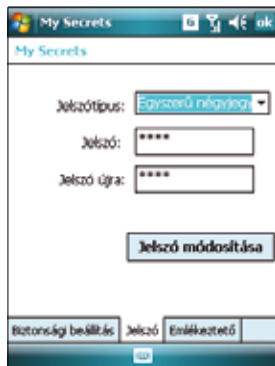 My Secrets ok
My Secrets
Jelszótípus: Egyszerű négyjegy
Jelszó: ****
Jelszó újra: ****
Jelszó módosítása
Biztonsági beállítás Jelszó Emlékeztető